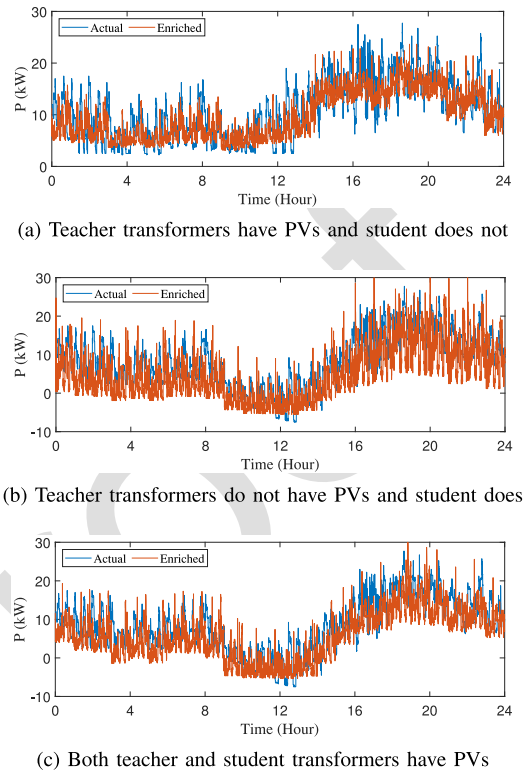 30
Actual Enriched
20
P (kW)
10
0
0 4 8 12 16 20 24
Time (Hour)
(a) Teacher transformers have PVs and student does not
30
Actual Enriched
20
P (kW)
10
0
-10
0 4 8 12 16 20 24
Time (Hour)
(b) Teacher transformers do not have PVs and student does
30
Actual Enriched
20
P (kW)
10
0
-10
0 4 8 12 16 20 24
Time (Hour)
(c) Both teacher and student transformers have PVs